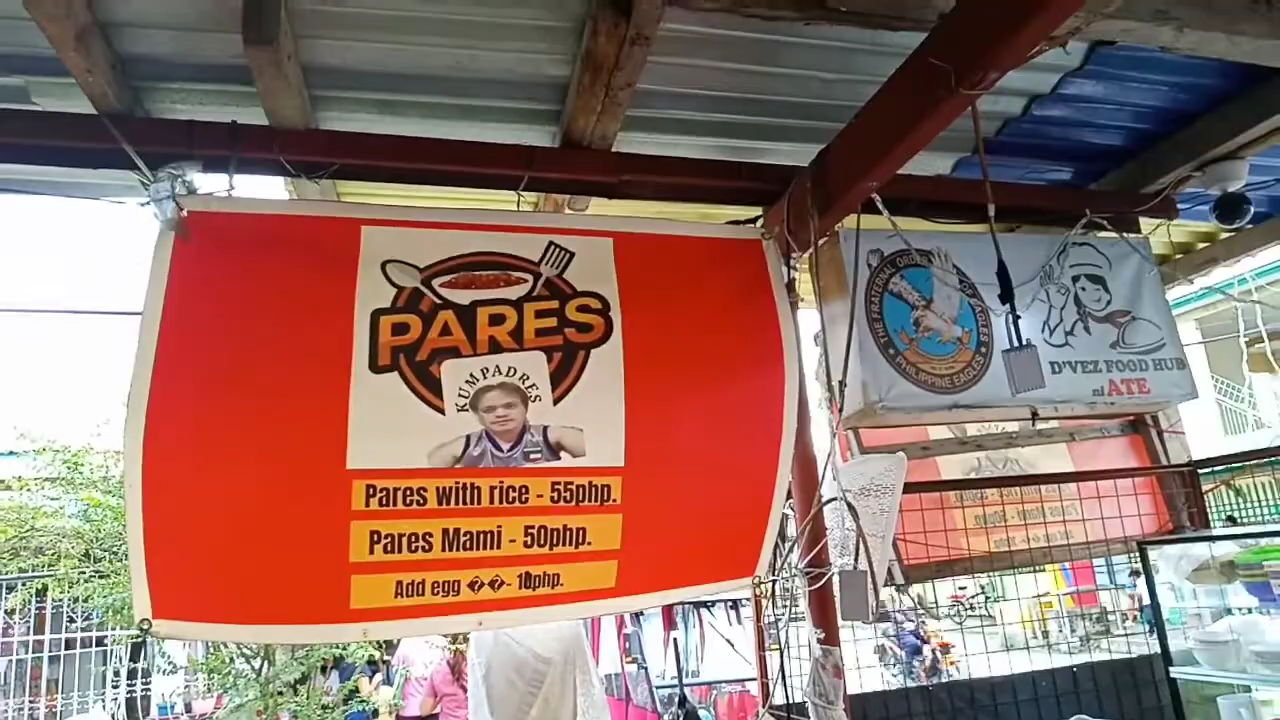 PARES
KUMPADRES
Pares with rice - 55php.
Pares Mami - 50php.
Add egg ��- 10php.
THE FRATERNAL ORDER OF EAGLES
PHILIPPINE EAGLES
D'VEZ FOOD HUB
ni ATE